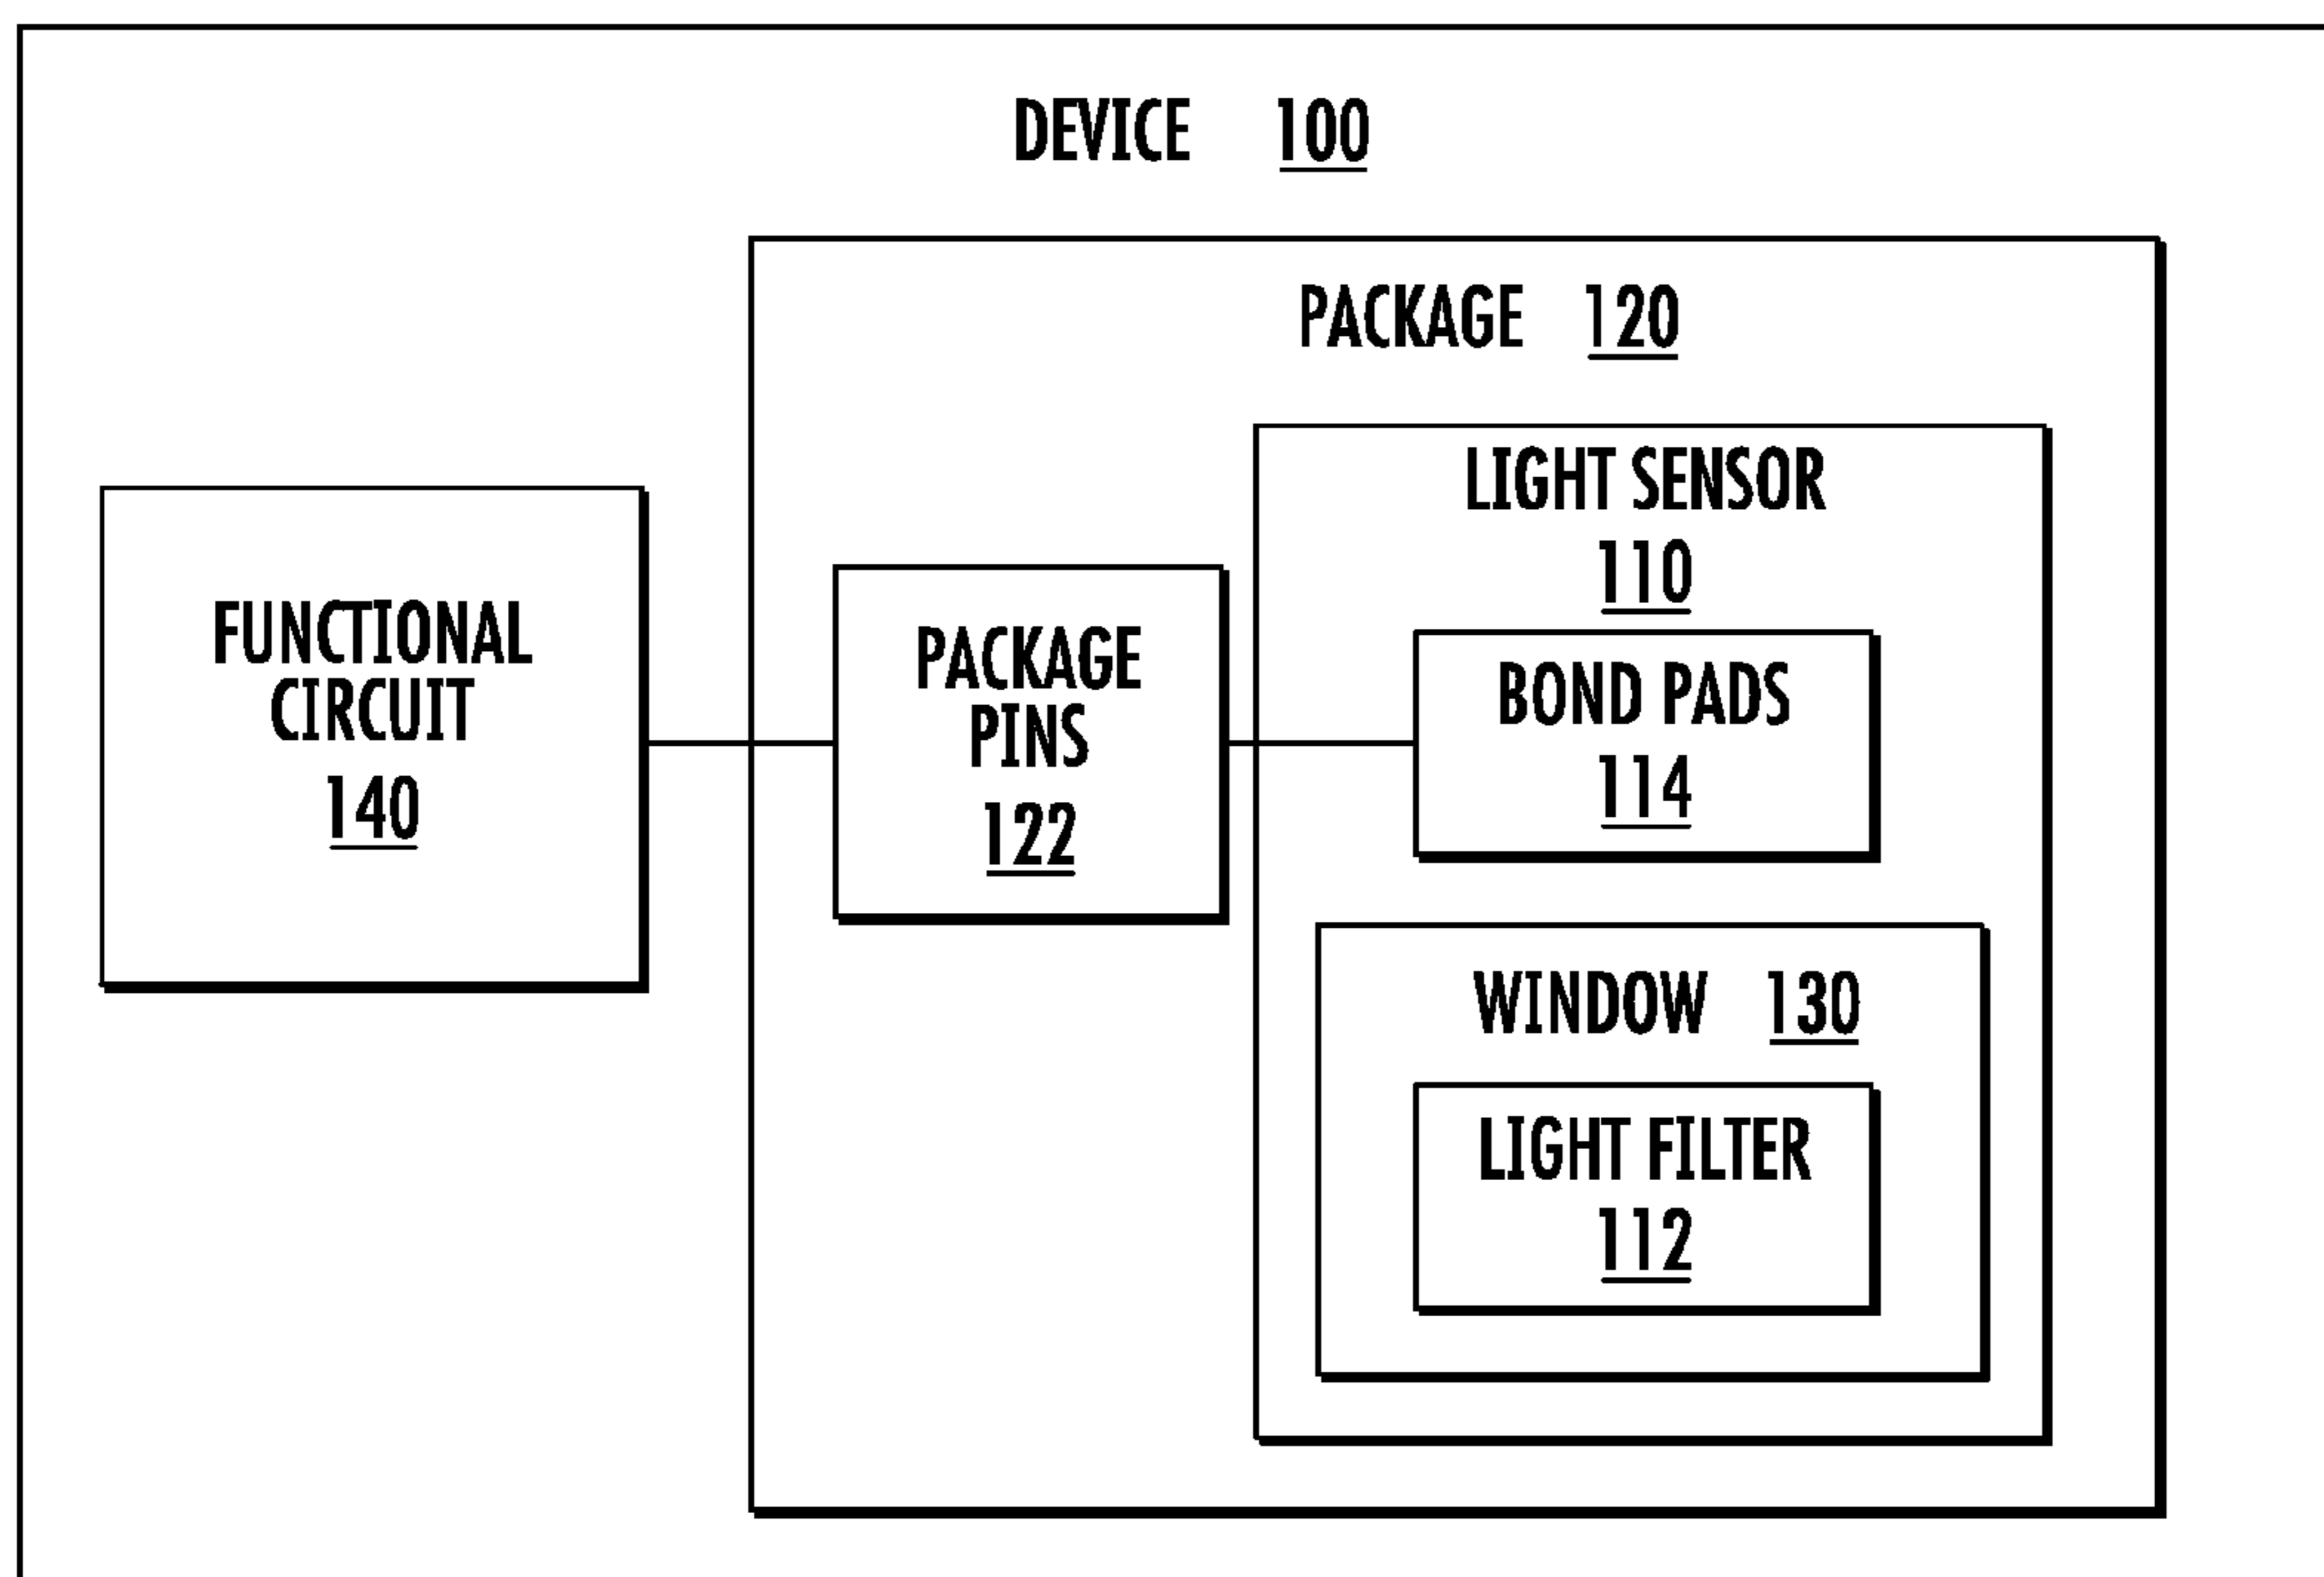 DEVICE 100
PACKAGE 120
FUNCTIONAL
CIRCUIT
140
PACKAGE
PINS
122
LIGHT SENSOR
110
BOND PADS
114
WINDOW 130
LIGHT FILTER
112